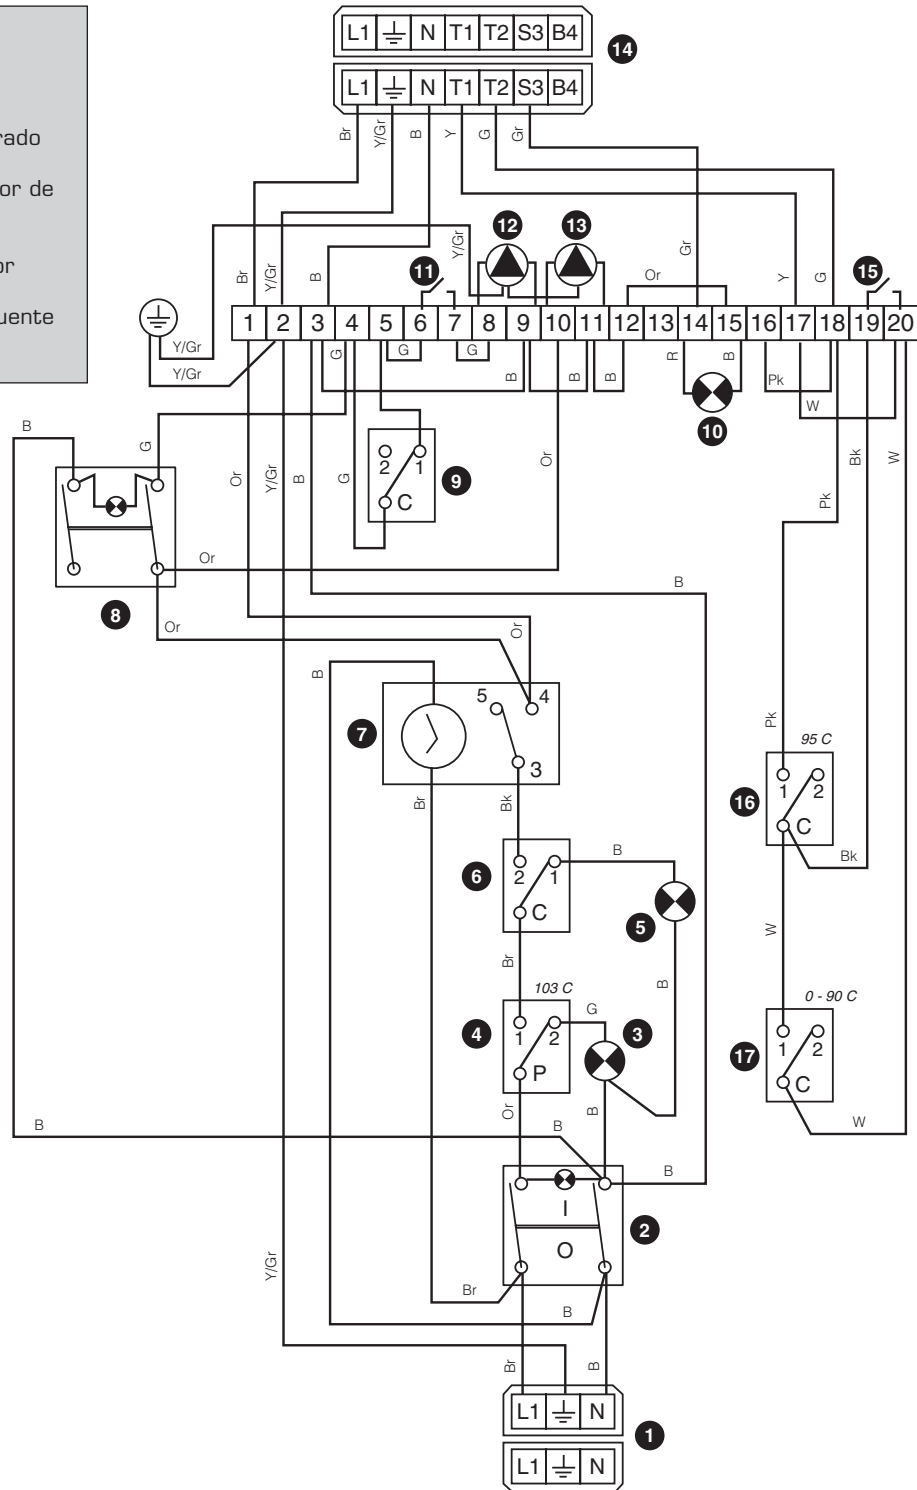 rado
or de
or
uente
L1 N T1 T2 S3 B4
14
L1 N T1 T2 S3 B4
Br Y/Gr B Y G Gr
12 13
Br Y/Gr B 11 Y/Gr Or Gr Y G 15
1 2 3 4 5 6 7 8 9 10 11 12 13 14 15 16 17 18 19 20
Y/Gr G G G B B B R B Pk
Y/Gr W
10
B G Or Y/Gr B G 2 1 9 Or Pk Bk W
C
Or
8 B
Or Or
B 5 4
7 3 Pk 95 C
Br Bk 1 2
16
C
6 2 1 B Bk
C 5
Br B W
103 C 0 - 90 C
4 1 2 G 3 1 2
P 17 C
Or B W
B B
B
I
2
O
Y/Gr Br
B
Br B
L1 N
1
L1 N